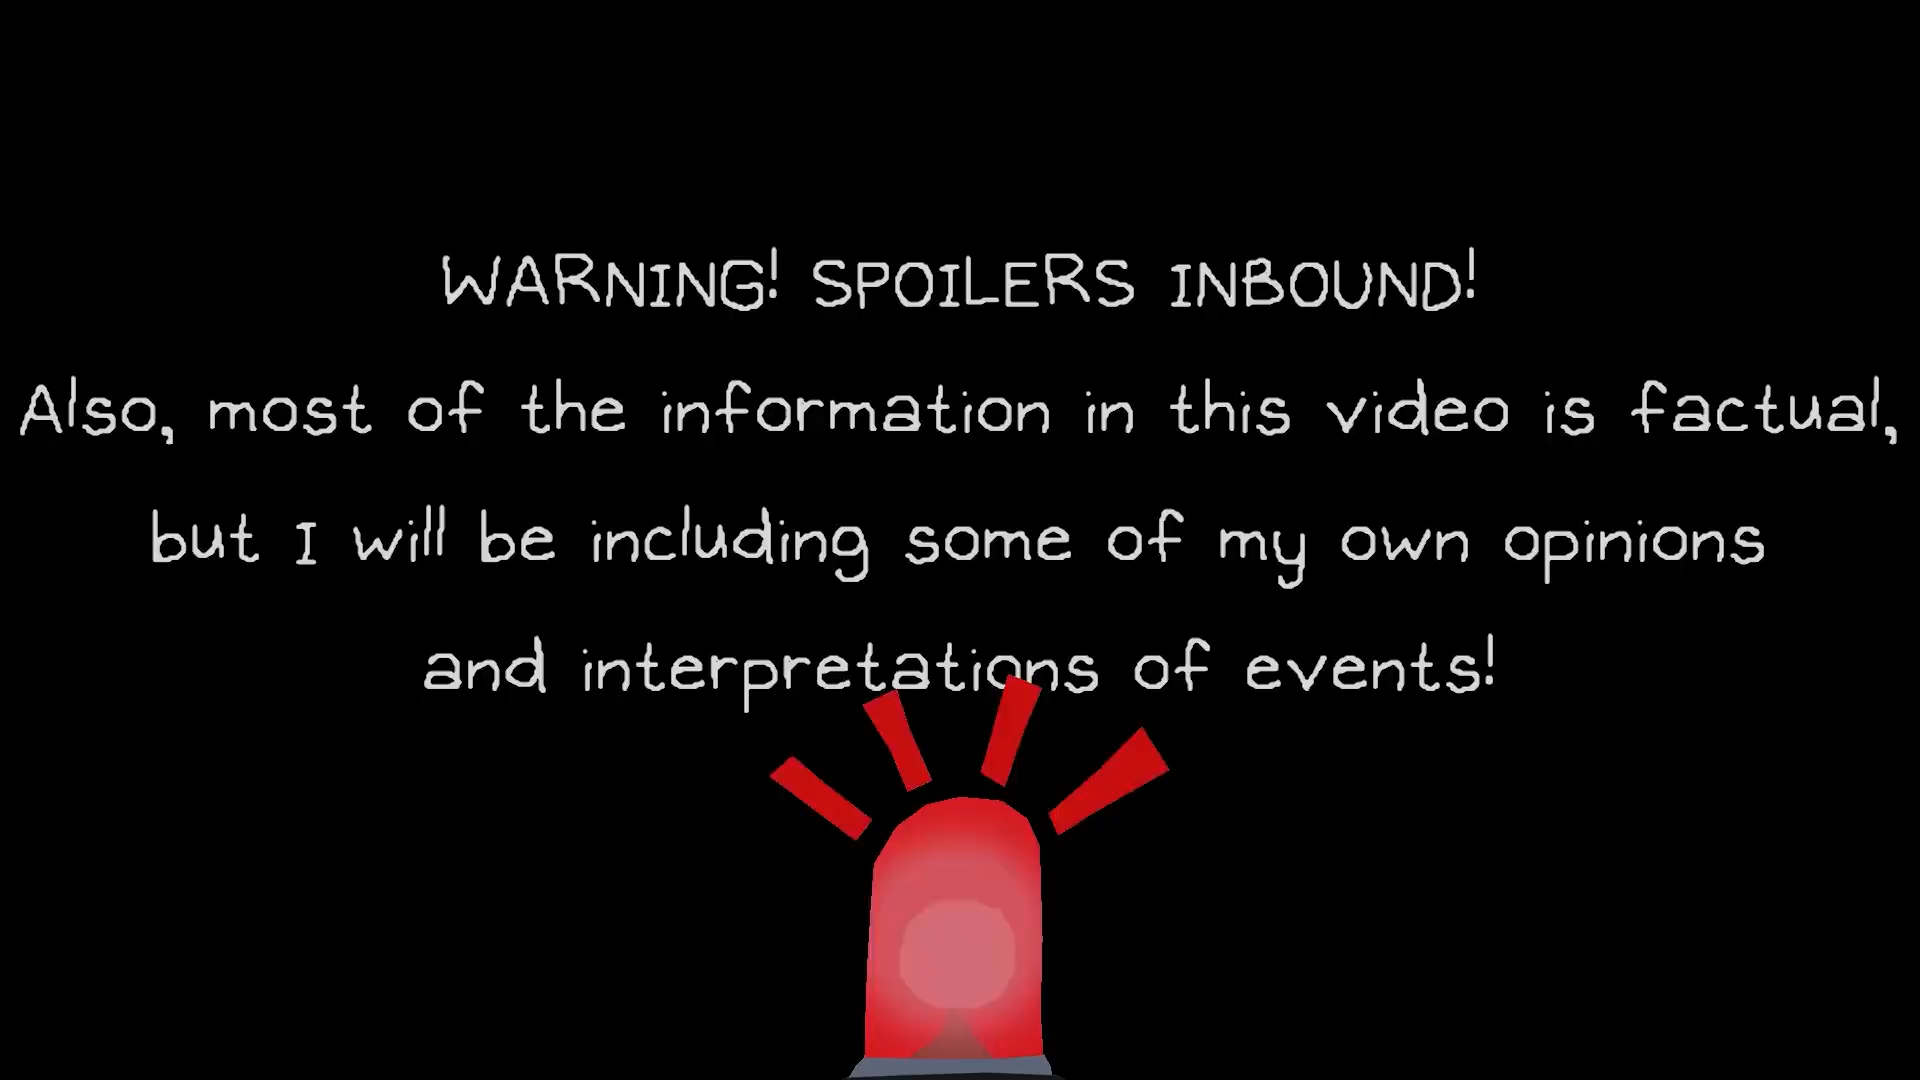 WARNING! SPOILERS INBOUND!
Also, most of the information in this video is factual,
but I will be including some of my own opinions
and interpretations of events!